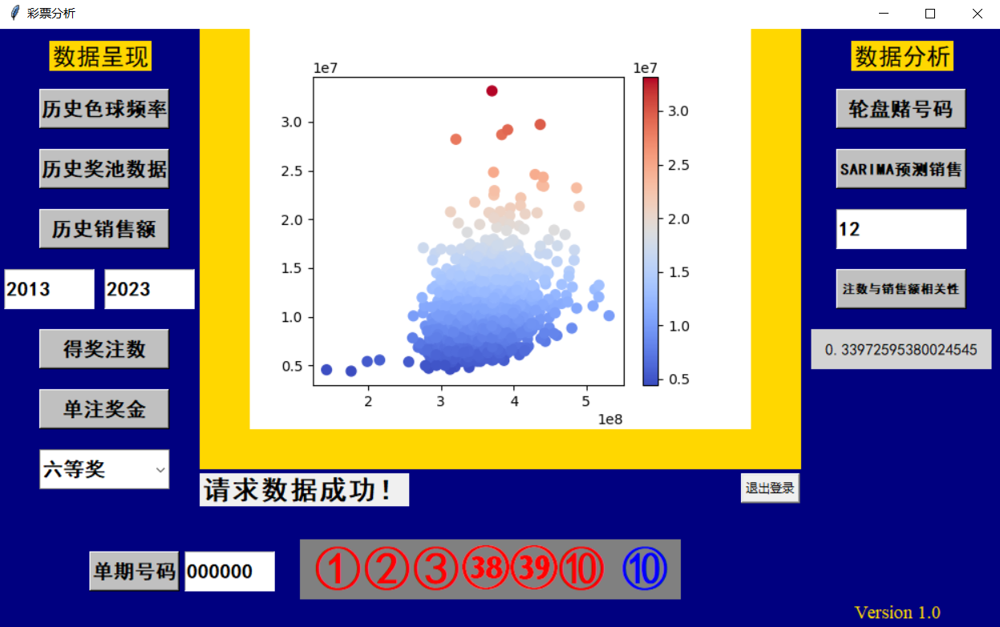 彩票分析
数据呈现
历史色球频率
历史奖池数据
历史销售额
2013 2023
得奖注数
单注奖金
六等奖
1e7
3.0
2.5
2.0
1.5
1.0
0.5
2 3 4 5
1e8
1e7
3.0
2.5
2.0
1.5
1.0
0.5
数据分析
轮盘赌号码
SARIMA预测销售
12
注数与销售额相关性
0.33972595380024545
请求数据成功!
退出登录
单期号码 000000
① ② ③ 38 39 ⑩ ⑩
Version 1.0